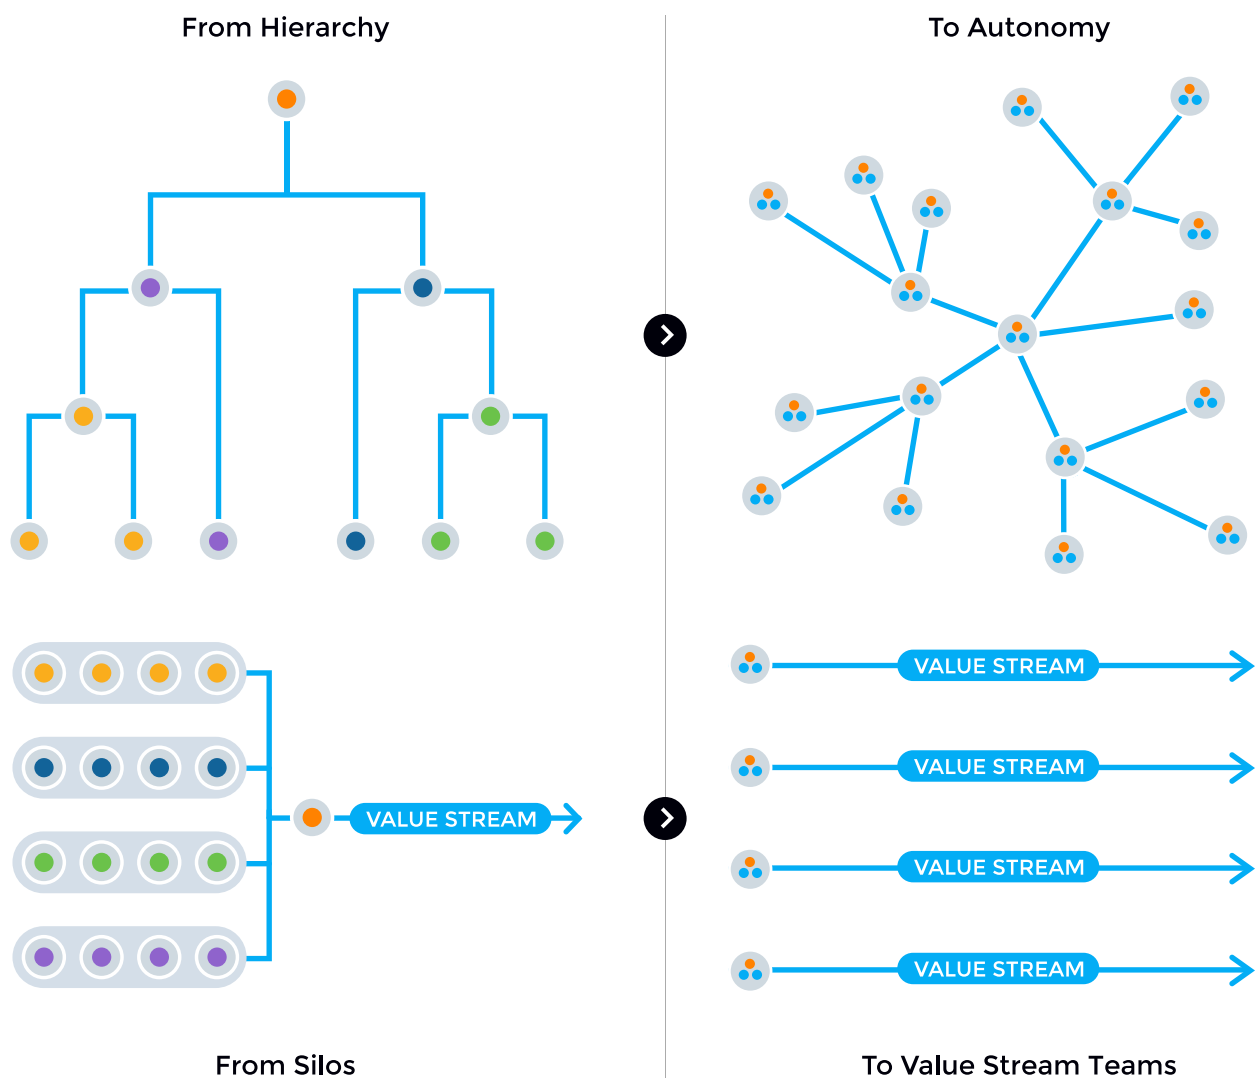 From Hierarchy
To Autonomy
VALUE STREAM
VALUE STREAM
VALUE STREAM
VALUE STREAM
VALUE STREAM
From Silos
To Value Stream Teams